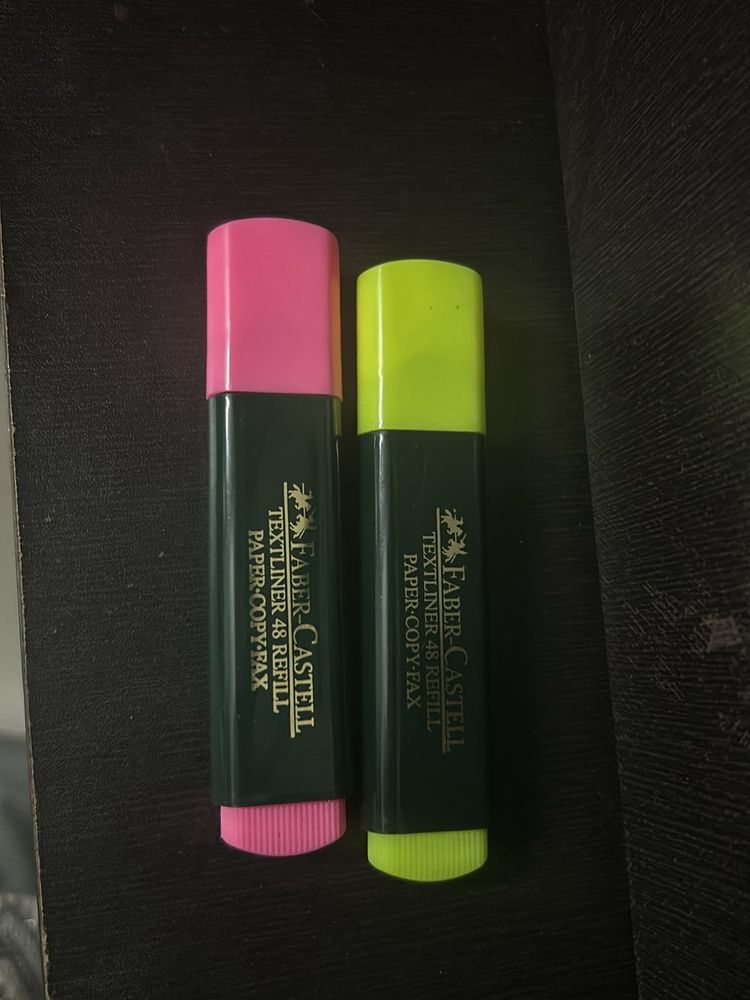 FABER-CASTELL
TEXTLINER 48 REFILL
PAPER·COPY·FAX
FABER-CASTELL
TEXTLINER 48 REFILL
PAPER·COPY·FAX